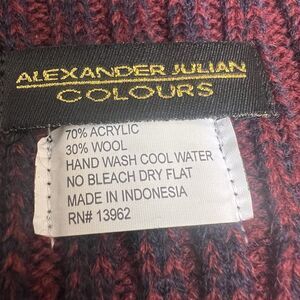 ALEXANDER JULIAN
COLOURS
70% ACRYLIC
30% WOOL
HAND WASH COOL WATER
NO BLEACH DRY FLAT
MADE IN INDONESIA
RN# 13962